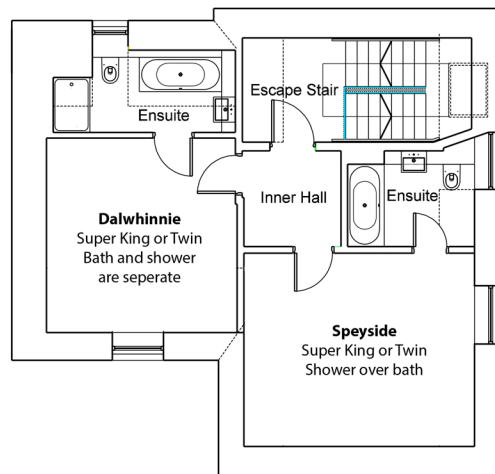 Escape Stair
Ensuite
Ensuite
Inner Hall
Dalwhinnie
Super King or Twin
Bath and shower
are seperate
Speyside
Super King or Twin
Shower over bath